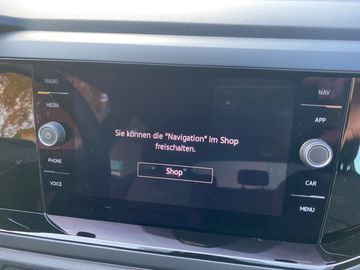 RADIO
MEDIA
PHONE
VOICE
Sie können die "Navigation" im Shop
freischalten.
Shop
NAV
APP
CAR
MENU